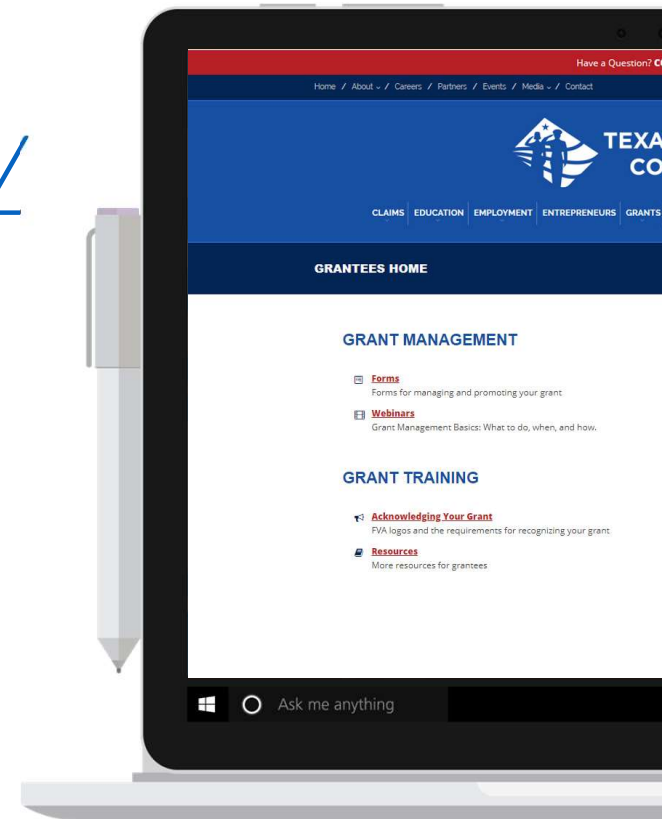 Have a Question?
Home / About / Careers / Partners / Events / Media / Contact
CLAIMS EDUCATION EMPLOYMENT ENTREPRENEURS GRANTS
GRANTEES HOME
GRANT MANAGEMENT
Forms
Forms for managing and promoting your grant
Webinars
Grant Management Basics: What to do, when, and how.
GRANT TRAINING
Acknowledging Your Grant
FVA logos and the requirements for recognizing your grant
Resources
More resources for grantees
Ask me anything